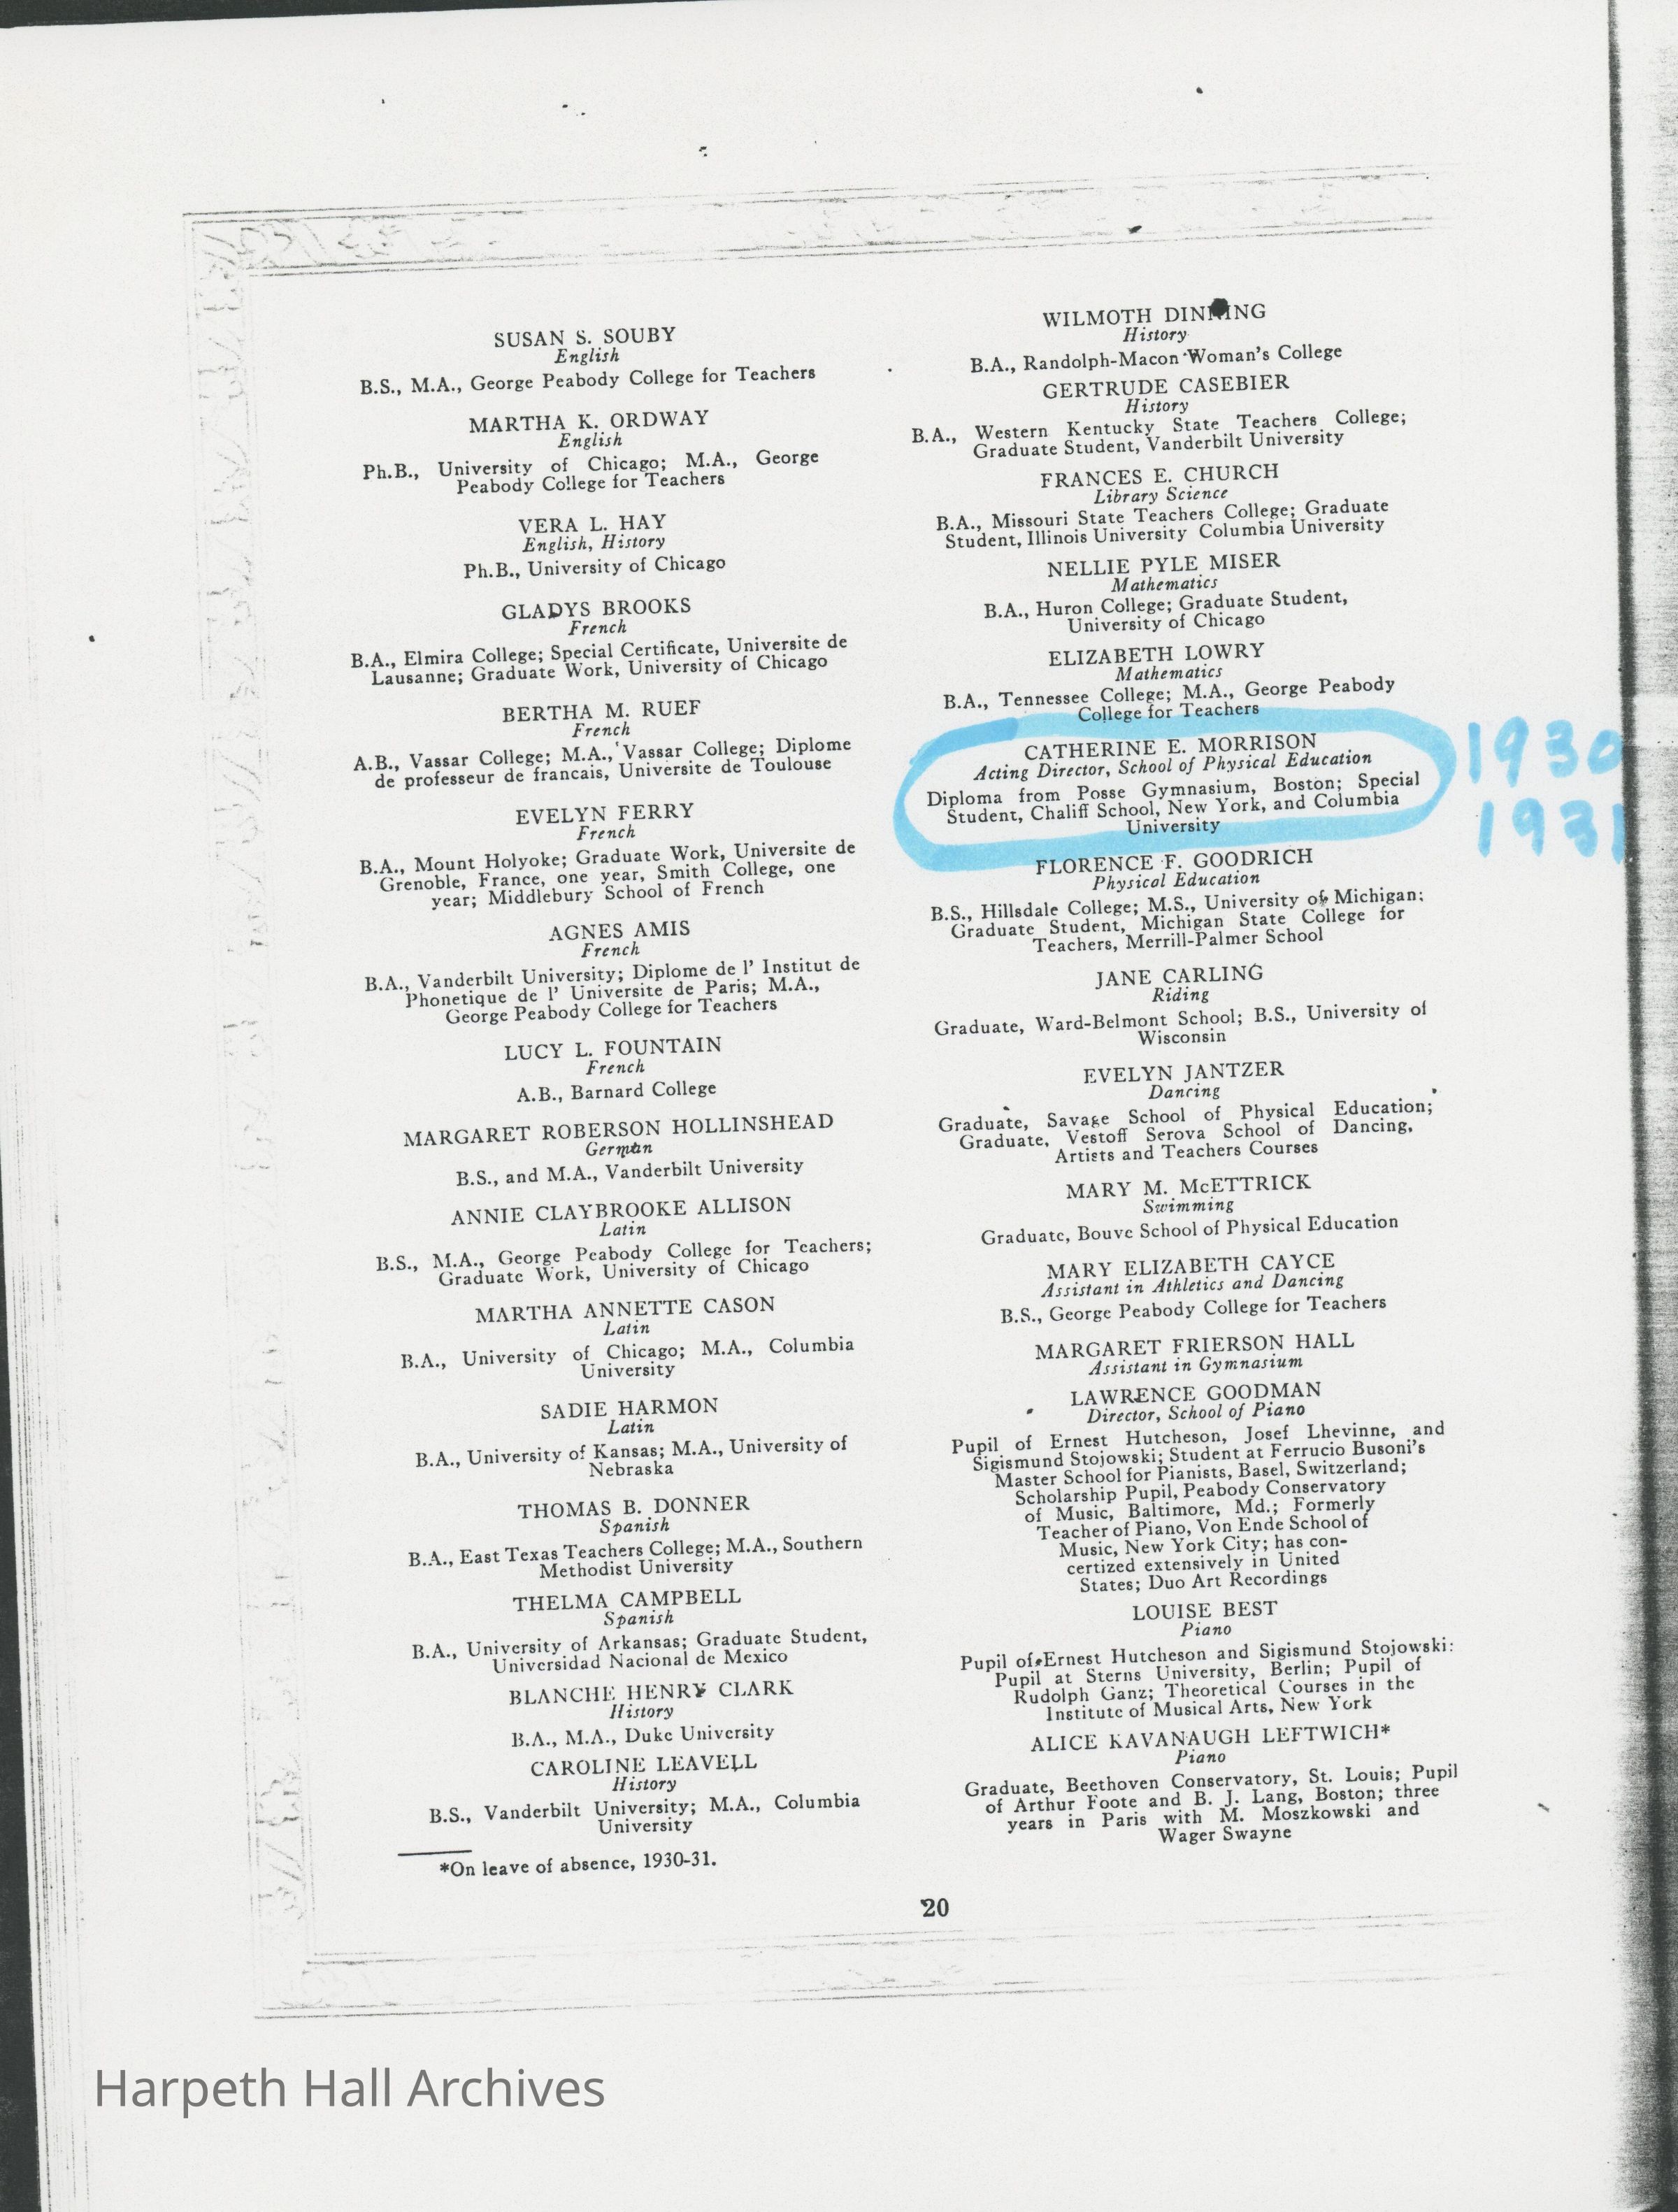 SUSAN S. SOUBY
English
B.S., M.A., George Peabody College for Teachers
MARTHA K. ORDWAY
English
Ph.B., University of Chicago; M.A., George
Peabody College for Teachers
VERA L. HAY
English, History
Ph.B., University of Chicago
GLADYS BROOKS
French
B.A., Elmira College; Special Certificate, Universite de
Lausanne; Graduate Work, University of Chicago
BERTHA M. RUEF
French
A.B., Vassar College; M.A., Vassar College; Diplome
de professeur de francais, Universite de Toulouse
EVELYN FERRY
French
B.A., Mount Holyoke; Graduate Work, Universite de
Grenoble, France, one year, Smith College, one
year; Middlebury School of French
AGNES AMIS
French
B.A., Vanderbilt University; Diplome de l' Institut de
Phonetique de l' Universite de Paris; M.A.,
George Peabody College for Teachers
LUCY L. FOUNTAIN
French
A.B., Barnard College
MARGARET ROBERSON HOLLINSHEAD
German
B.S., and M.A., Vanderbilt University
ANNIE CLAYBROOKE ALLISON
Latin
B.S., M.A., George Peabody College for Teachers;
Graduate Work, University of Chicago
MARTHA ANNETTE CASON
Latin
B.A., University of Chicago; M.A., Columbia
University
SADIE HARMON
Latin
B.A., University of Kansas; M.A., University of
Nebraska
THOMAS B. DONNER
Spanish
B.A., East Texas Teachers College; M.A., Southern
Methodist University
THELMA CAMPBELL
Spanish
B.A., University of Arkansas; Graduate Student,
Universidad Nacional de Mexico
BLANCHE HENRY CLARK
History
B.A., M.A., Duke University
CAROLINE LEAVELL
History
B.S., Vanderbilt University; M.A., Columbia
University
*On leave of absence, 1930-31.
WILMOTH DINNING
History
B.A., Randolph-Macon Woman's College
GERTRUDE CASEBIER
History
B.A., Western Kentucky State Teachers College;
Graduate Student, Vanderbilt University
FRANCES E. CHURCH
Library Science
B.A., Missouri State Teachers College; Graduate
Student, Illinois University Columbia University
NELLIE PYLE MISER
Mathematics
B.A., Huron College; Graduate Student,
University of Chicago
ELIZABETH LOWRY
Mathematics
B.A., Tennessee College; M.A., George Peabody
College for Teachers
CATHERINE E. MORRISON
Acting Director, School of Physical Education
Diploma from Posse Gymnasium, Boston; Special
Student, Chaliff School, New York, and Columbia
University
1930
1931
FLORENCE F. GOODRICH
Physical Education
B.S., Hillsdale College; M.S., University of Michigan;
Graduate Student, Michigan State College for
Teachers, Merrill-Palmer School
JANE CARLING
Riding
Graduate, Ward-Belmont School; B.S., University of
Wisconsin
EVELYN JANTZER
Dancing
Graduate, Savage School of Physical Education;
Graduate, Vestoff Serova School of Dancing,
Artists and Teachers Courses
MARY M. McETTRICK
Swimming
Graduate, Bouve School of Physical Education
MARY ELIZABETH CAYCE
Assistant in Athletics and Dancing
B.S., George Peabody College for Teachers
MARGARET FRIERSON HALL
Assistant in Gymnasium
LAWRENCE GOODMAN
Director, School of Piano
Pupil of Ernest Hutcheson, Josef Lhevinne, and
Sigismund Stojowski; Student at Ferrucio Busoni's
Master School for Pianists, Basel, Switzerland;
Scholarship Pupil, Peabody Conservatory
of Music, Baltimore, Md.; Formerly
Teacher of Piano, Von Ende School of
Music, New York City; has con-
certized extensively in United
States; Duo Art Recordings
LOUISE BEST
Piano
Pupil of Ernest Hutcheson and Sigismund Stojowski:
Pupil at Sterns University, Berlin; Pupil of
Rudolph Ganz; Theoretical Courses in the
Institute of Musical Arts, New York
ALICE KAVANAUGH LEFTWICH*
Piano
Graduate, Beethoven Conservatory, St. Louis; Pupil
of Arthur Foote and B. J. Lang, Boston; three
years in Paris with M. Moszkowski and
Wager Swayne
20
Harpeth Hall Archives